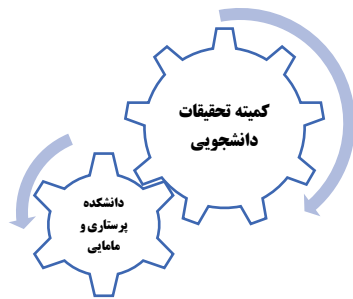 کمیته تحقیقات
دانشجویی
دانشکده
پرستاری و
مامایی